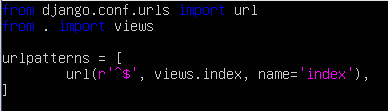 from django.conf.urls import url
from . import views

urlpatterns = [
        url(r'^$', views.index, name='index'),
]